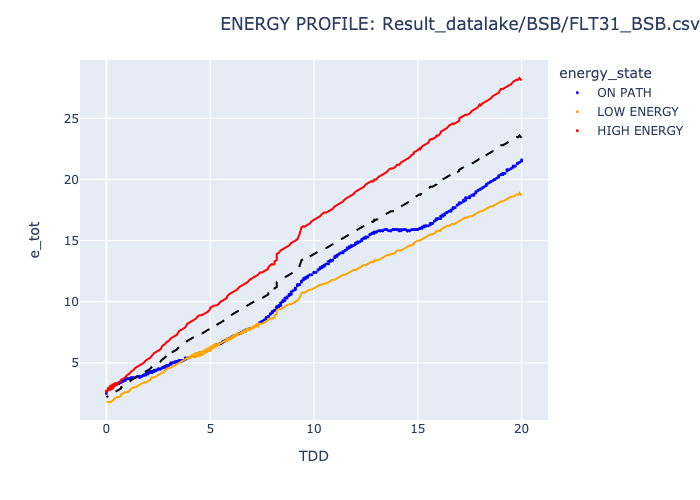 ENERGY PROFILE: Result_datalake/BSB/FLT31_BSB.csv
energy_state
ON PATH
LOW ENERGY
HIGH ENERGY
e_tot
25
20
15
10
5
0 5 10 15 20
TDD